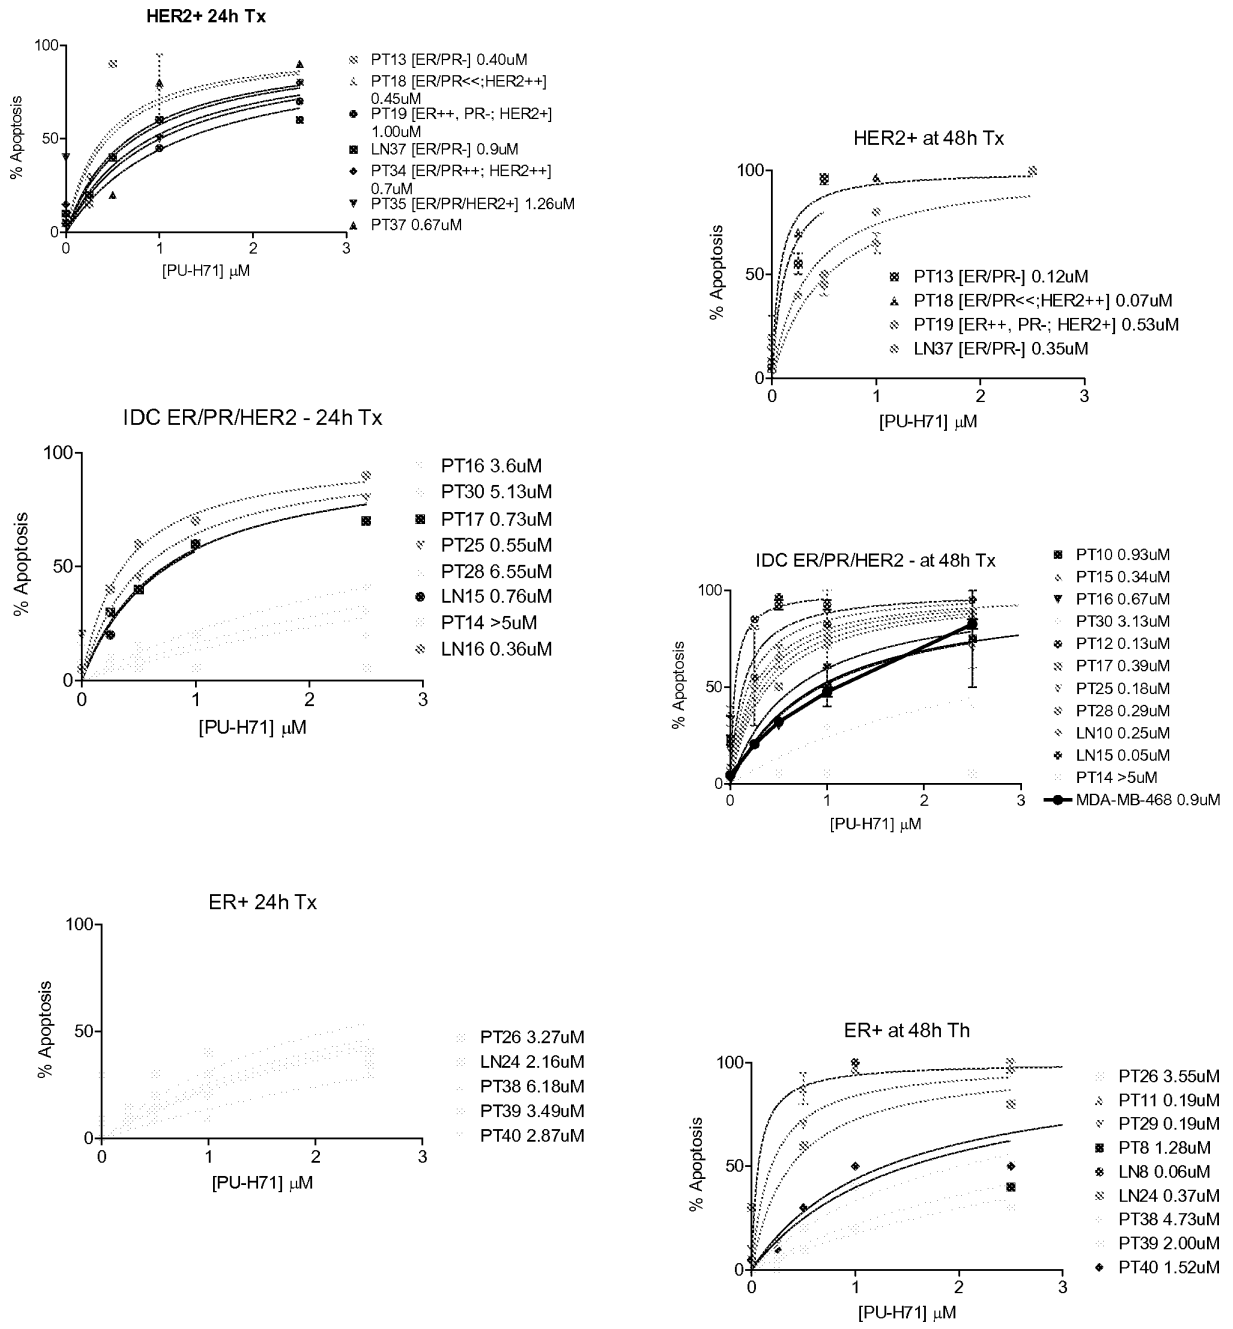 HER2+ 24h Tx
100
50
0
0
1
2
3
% Apoptosis
[PU-H71] µM
PT13 [ER/PR-] 0.40uM
PT18 [ER/PR<<;HER2++]
0.45uM
PT19 [ER++, PR-; HER2+]
1.00uM
LN37 [ER/PR-] 0.9uM
PT34 [ER/PR++; HER2++]
0.7uM
PT35 [ER/PR/HER2+] 1.26uM
PT37 0.67uM
HER2+ at 48h Tx
100
50
0
0
1
2
3
% Apoptosis
[PU-H71] µM
PT13 [ER/PR-] 0.12uM
PT18 [ER/PR<<;HER2++] 0.07uM
PT19 [ER++, PR-; HER2+] 0.53uM
LN37 [ER/PR-] 0.35uM
IDC ER/PR/HER2 - 24h Tx
100
50
0
0
1
2
3
% Apoptosis
[PU-H71] µM
PT16 3.6uM
PT30 5.13uM
PT17 0.73uM
PT25 0.55uM
PT28 6.55uM
LN15 0.76uM
PT14 >5uM
LN16 0.36uM
IDC ER/PR/HER2 - at 48h Tx
100
50
0
0
1
2
3
% Apoptosis
[PU-H71] µM
PT10 0.93uM
PT15 0.34uM
PT16 0.67uM
PT30 3.13uM
PT12 0.13uM
PT17 0.39uM
PT25 0.18uM
PT28 0.29uM
LN10 0.25uM
LN15 0.05uM
PT14 >5uM
MDA-MB-468 0.9uM
ER+ 24h Tx
100
50
0
0
1
2
3
% Apoptosis
[PU-H71] µM
PT26 3.27uM
LN24 2.16uM
PT38 6.18uM
PT39 3.49uM
PT40 2.87uM
ER+ at 48h Th
100
50
0
0
1
2
3
% Apoptosis
[PU-H71] µM
PT26 3.55uM
PT11 0.19uM
PT29 0.19uM
PT8 1.28uM
LN8 0.06uM
LN24 0.37uM
PT38 4.73uM
PT39 2.00uM
PT40 1.52uM